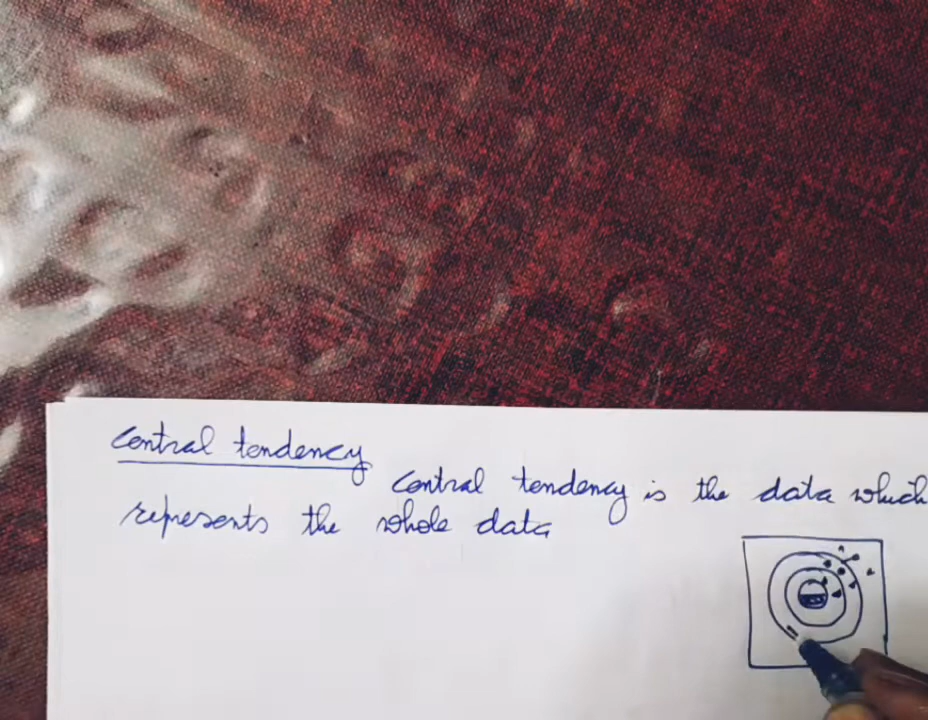 Central tendency
Central tendency is the data which
represents the whole data